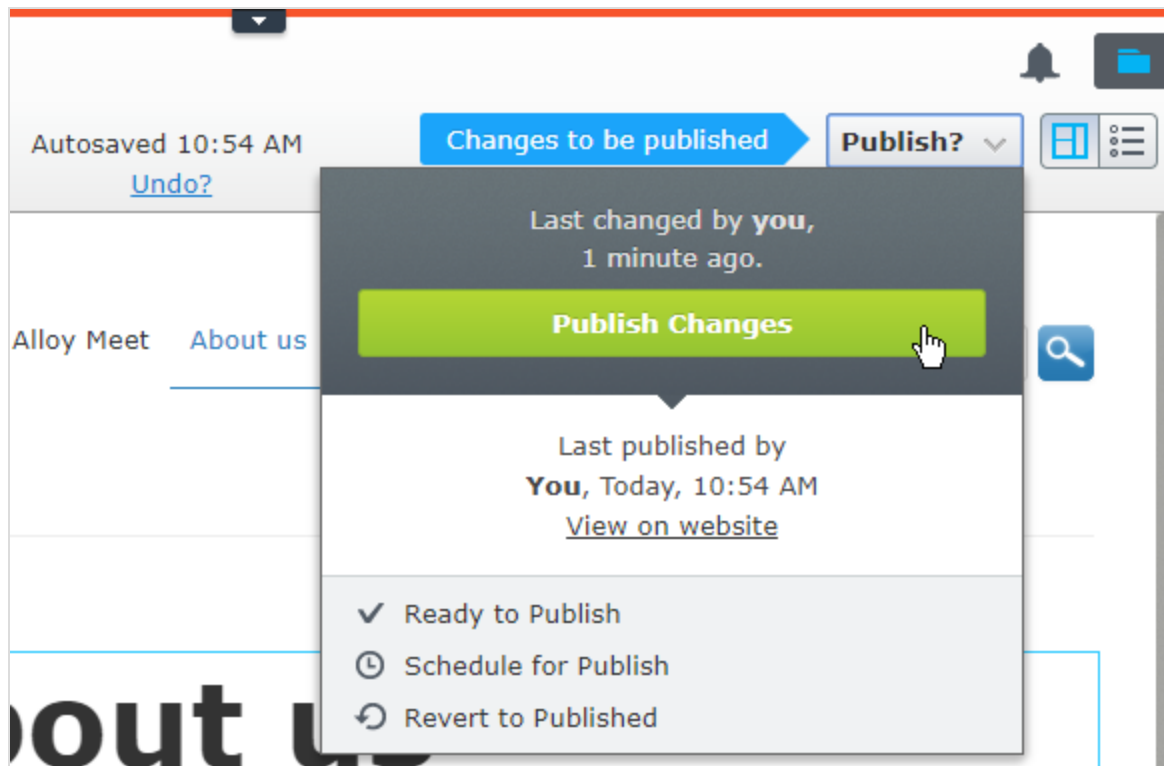 Autosaved 10:54 AM
Undo?
Changes to be published
Publish?
Last changed by you,
1 minute ago.
Publish Changes
Alloy Meet About us
Last published by
You, Today, 10:54 AM
View on website
Ready to Publish
Schedule for Publish
Revert to Published
bout us